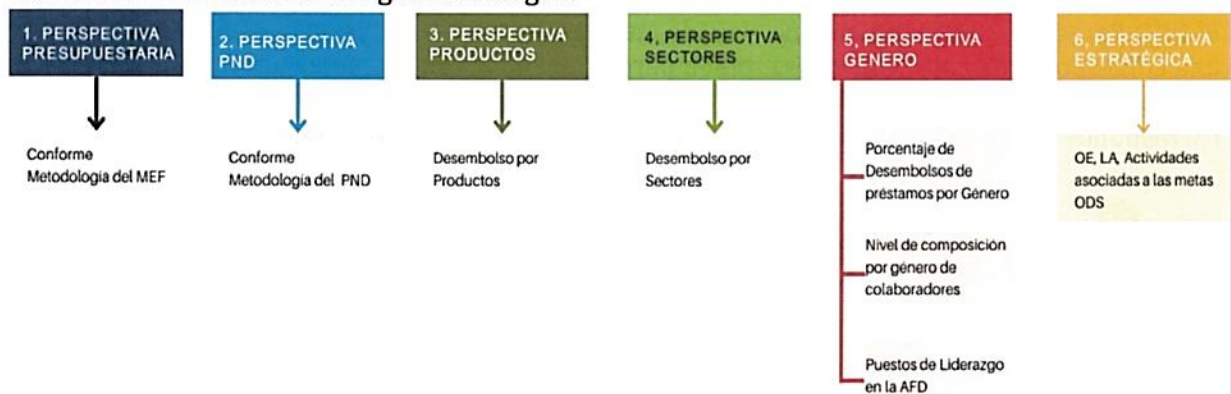 1. PERSPECTIVA
PRESUPUESTARIA
2. PERSPECTIVA
PND
3. PERSPECTIVA
PRODUCTOS
4, PERSPECTIVA
SECTORES
5, PERSPECTIVA
GENERO
6, PERSPECTIVA
ESTRATÉGICA
Conforme
Metodología del MEF
Conforme
Metodología del PND
Desembolso por
Productos
Desembolso por
Sectores
Porcentaje de
Desembolsos de
préstamos por Género
Nivel de composición
por género de
colaboradores
Puestos de Liderazgo
en la AFD
OE, LA, Actividades
asociadas a las metas
ODS